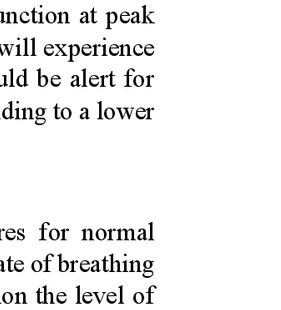 unction at peak
will experience
uld be alert for
ding to a lower
res for normal
ate of breathing
on the level of